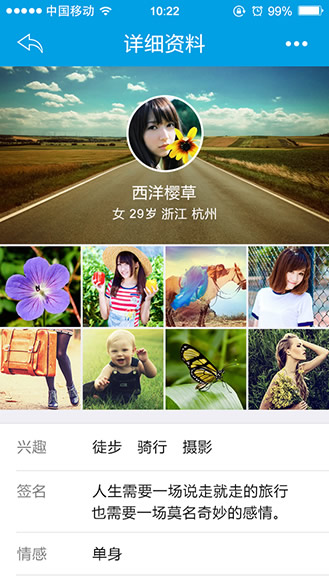 中国移动 10:22 99%
详细资料
西洋樱草
女 29岁 浙江 杭州
兴趣 徒步 骑行 摄影
签名 人生需要一场说走就走的旅行
也需要一场莫名奇妙的感情。
情感 单身